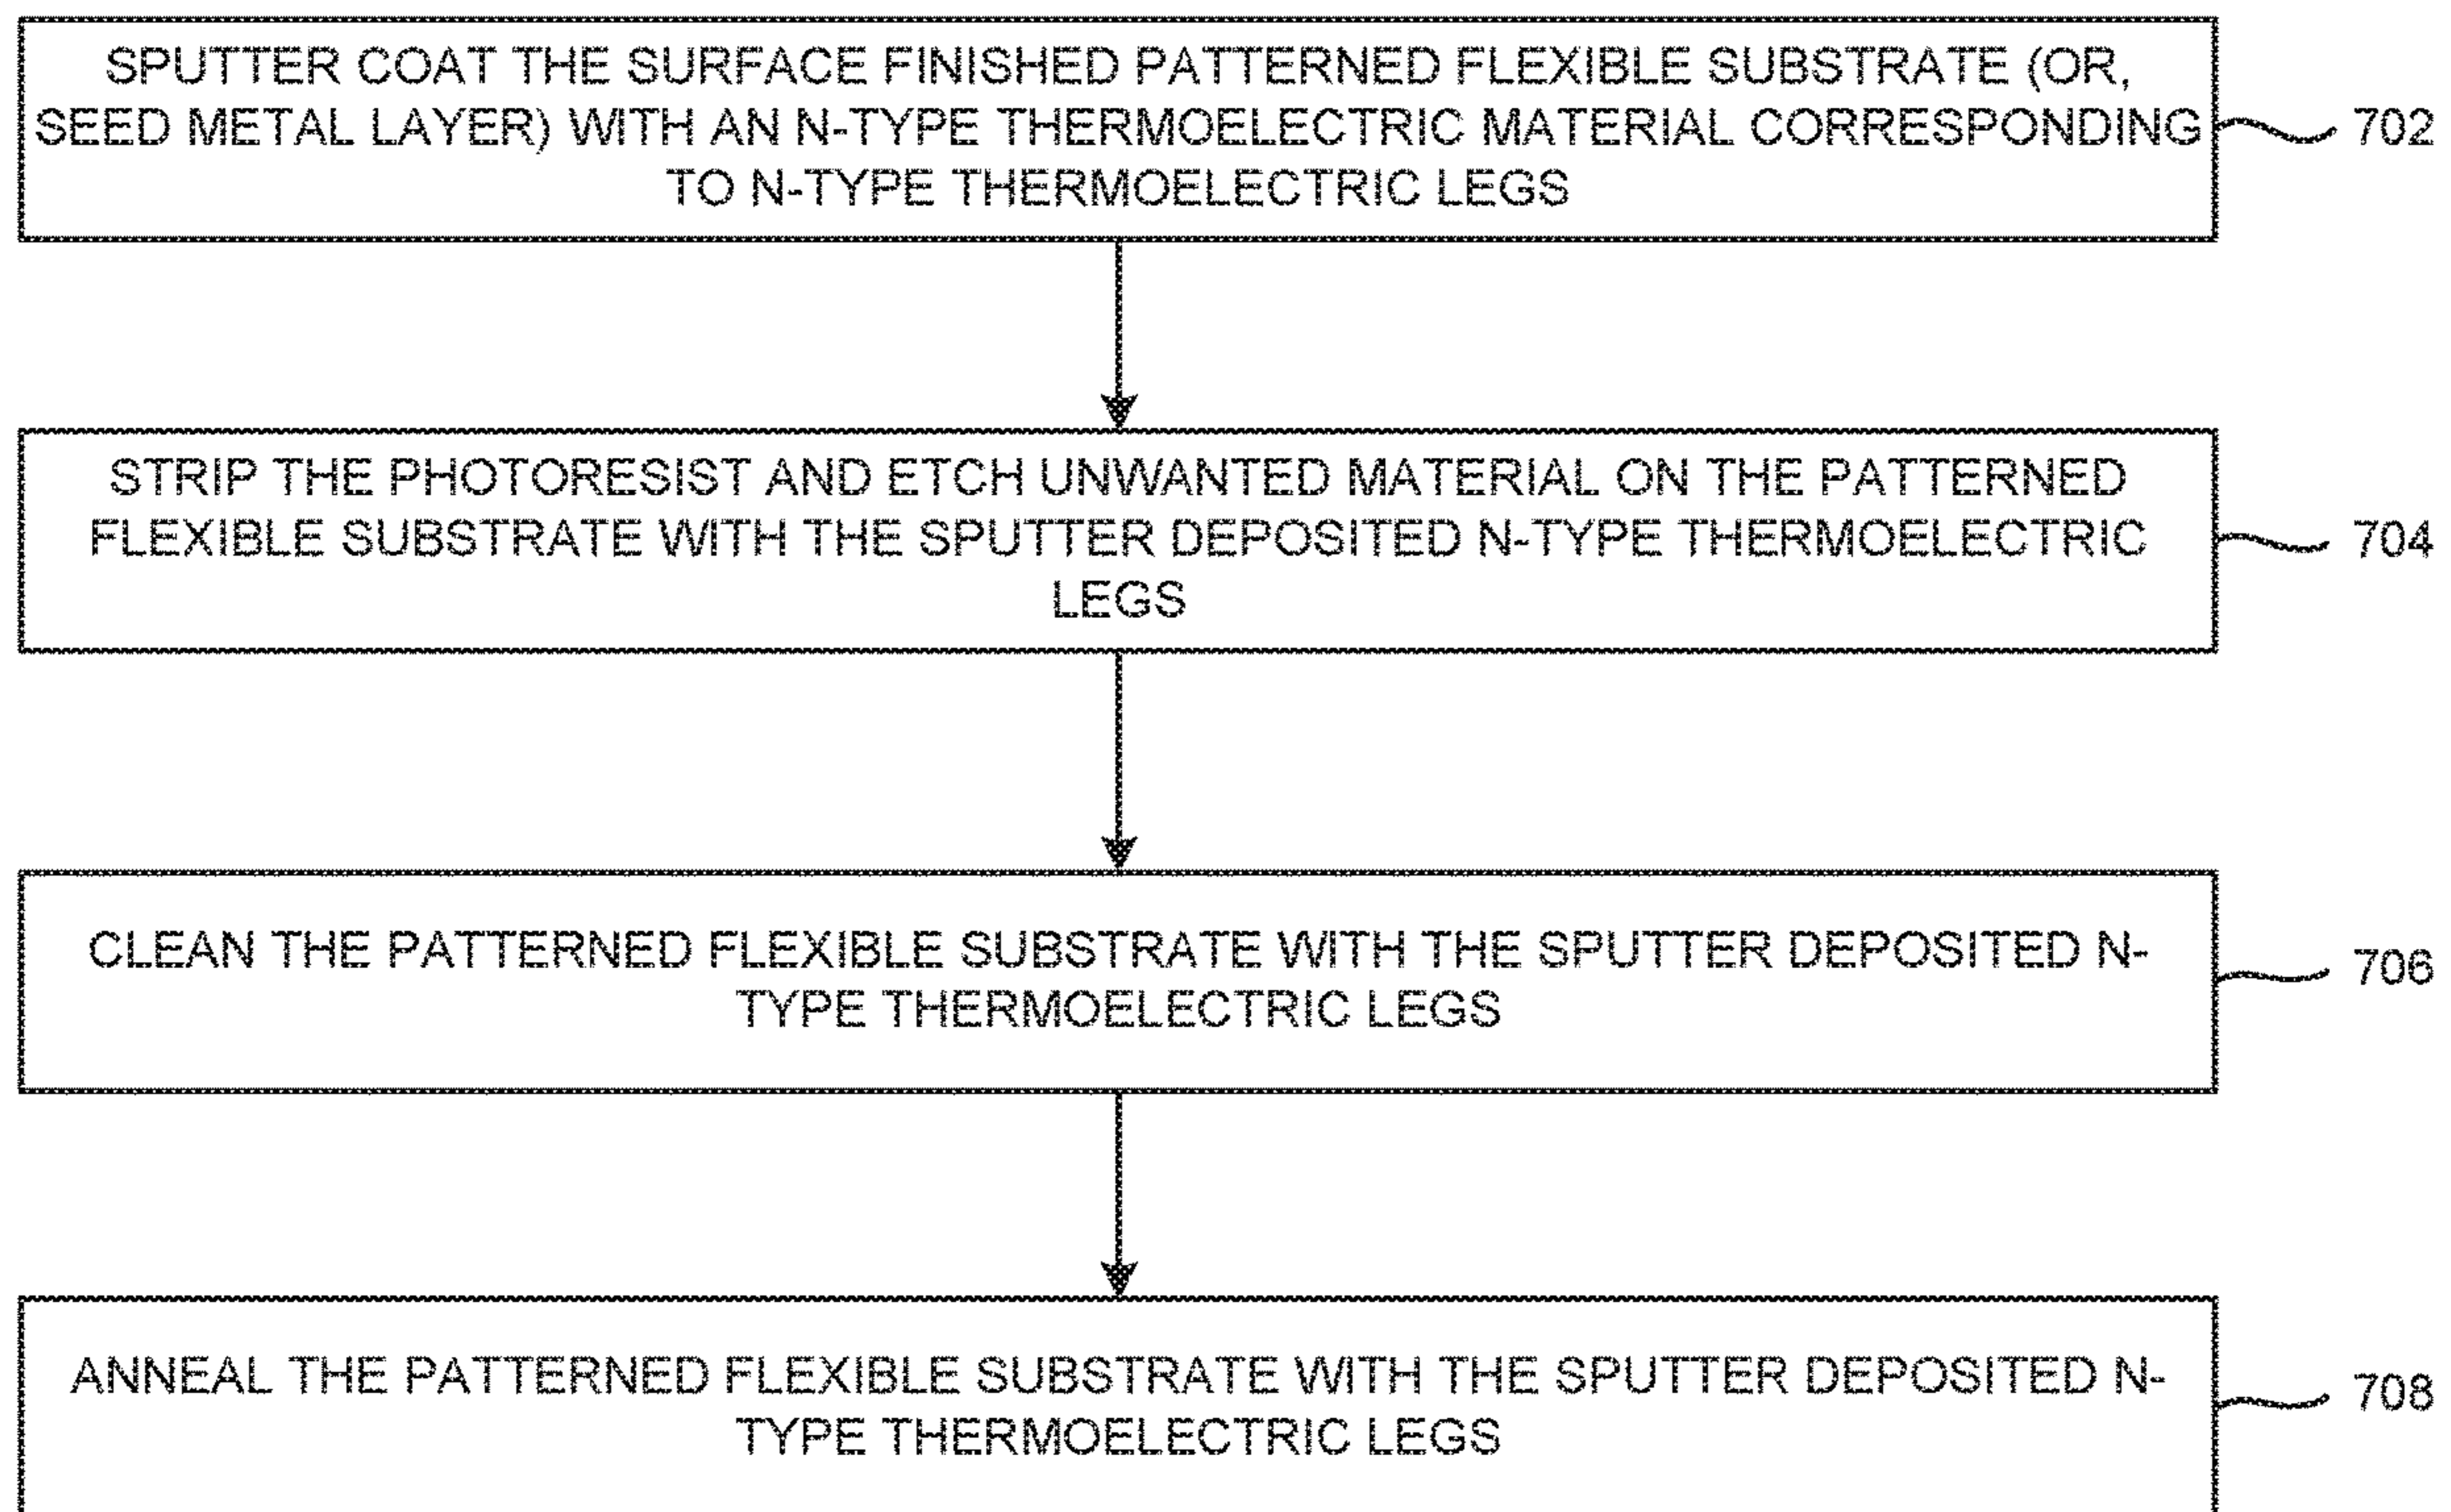 SPUTTER COAT THE SURFACE FINISHED PATTERNED FLEXIBLE SUBSTRATE (OR,
SEED METAL LAYER) WITH AN N-TYPE THERMOELECTRIC MATERIAL CORRESPONDING
TO N-TYPE THERMOELECTRIC LEGS
702
STRIP THE PHOTORESIST AND ETCH UNWANTED MATERIAL ON THE PATTERNED
FLEXIBLE SUBSTRATE WITH THE SPUTTER DEPOSITED N-TYPE THERMOELECTRIC
LEGS
704
CLEAN THE PATTERNED FLEXIBLE SUBSTRATE WITH THE SPUTTER DEPOSITED N-
TYPE THERMOELECTRIC LEGS
706
ANNEAL THE PATTERNED FLEXIBLE SUBSTRATE WITH THE SPUTTER DEPOSITED N-
TYPE THERMOELECTRIC LEGS
708